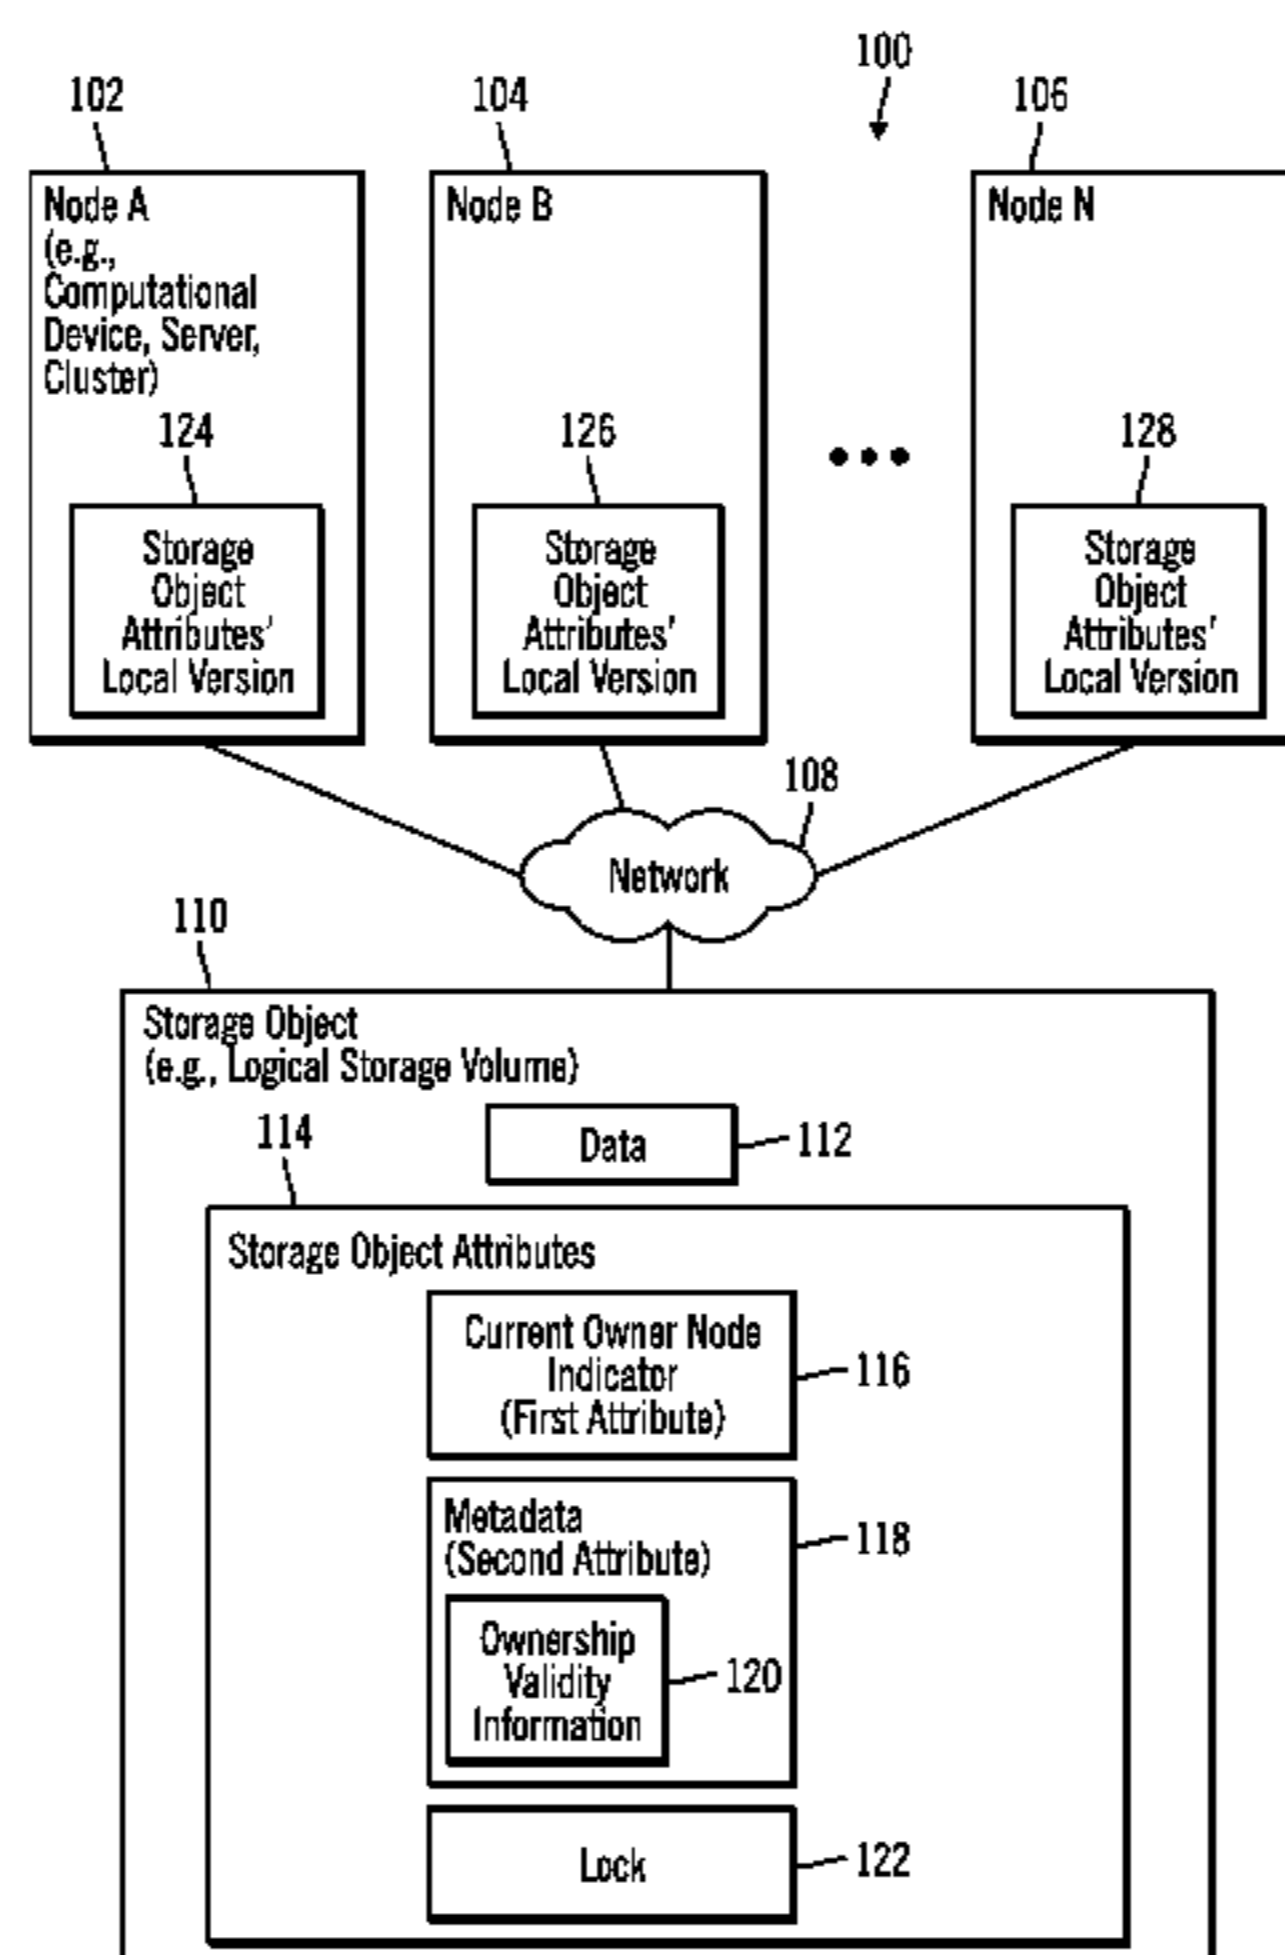 100
102
104
106
Node A
(e.g.,
Computational
Device, Server,
Cluster)
Node B
Node N
124
126
128
Storage
Object
Attributes'
Local Version
Storage
Object
Attributes'
Local Version
Storage
Object
Attributes'
Local Version
108
Network
110
Storage Object
(e.g., Logical Storage Volume)
Data
112
114
Storage Object Attributes
Current Owner Node
Indicator
(First Attribute)
116
Metadata
(Second Attribute)
118
Ownership
Validity
Information
120
Lock
122